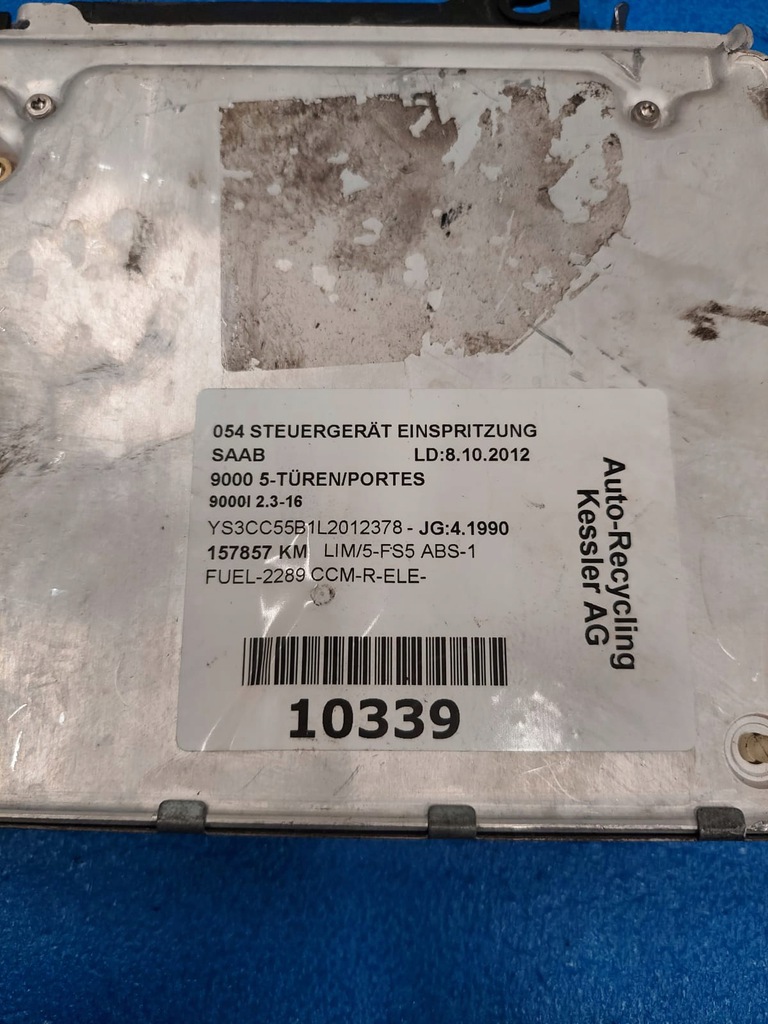 054 STEUERGERÄT EINSPRITZUNG
SAAB LD:8.10.2012
9000 5-TÜREN/PORTES
9000I 2.3-16
YS3CC55B1L2012378 - JG:4.1990
157857 KM LIM/5-FS5 ABS-1
FUEL-2289 CCM-R-ELE-
10339
Auto-Recycling
Kessler AG